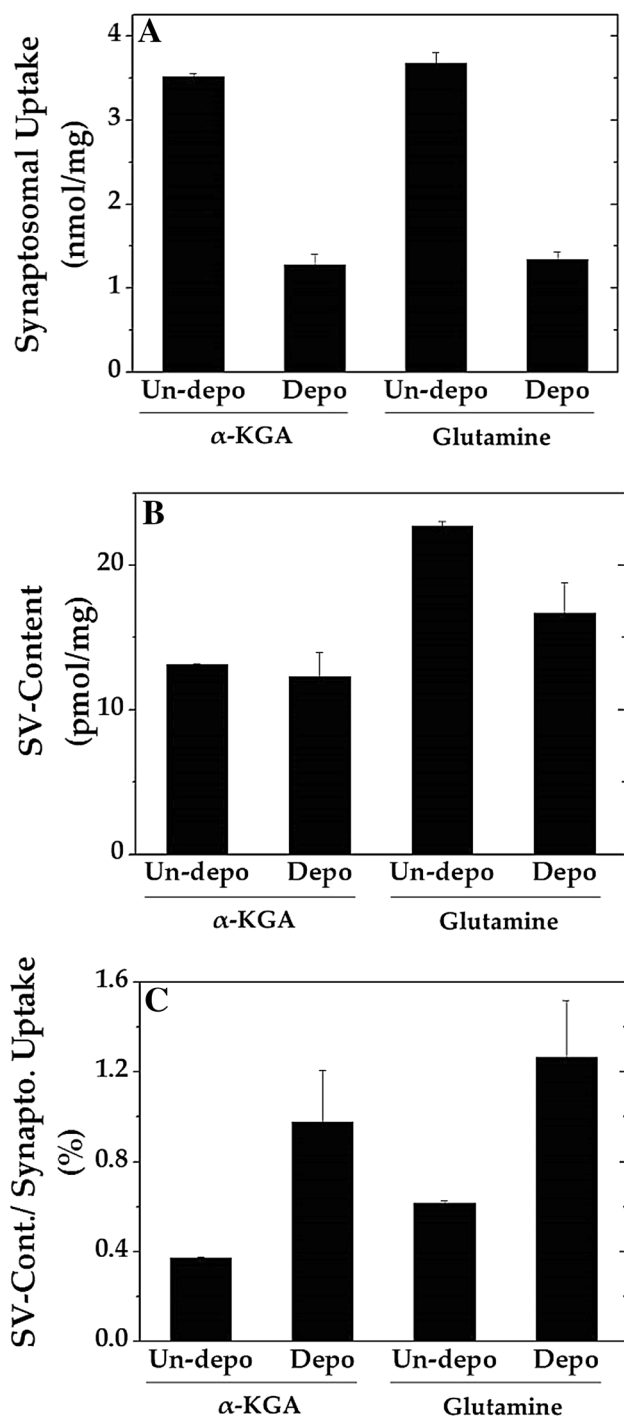 A
Synaptosomal Uptake
(nmol/mg)
4
3
2
1
0
Un-depo Depo Un-depo Depo
α-KGA Glutamine
B
SV-Content
(pmol/mg)
20
10
0
Un-depo Depo Un-depo Depo
α-KGA Glutamine
C
SV-Cont./ Synapto. Uptake
(%)
1.6
1.2
0.8
0.4
0.0
Un-depo Depo Un-depo Depo
α-KGA Glutamine